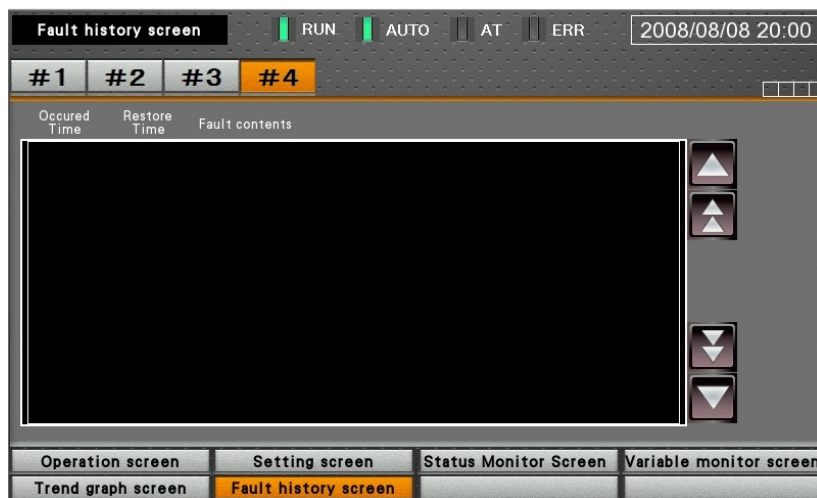 Fault history screen RUN AUTO AT ERR 2008/08/08 20:00
#1 #2 #3 #4
Occured Restore Fault contents
Time Time
Operation screen Setting screen Status Monitor Screen Variable monitor screen
Trend graph screen Fault history screen